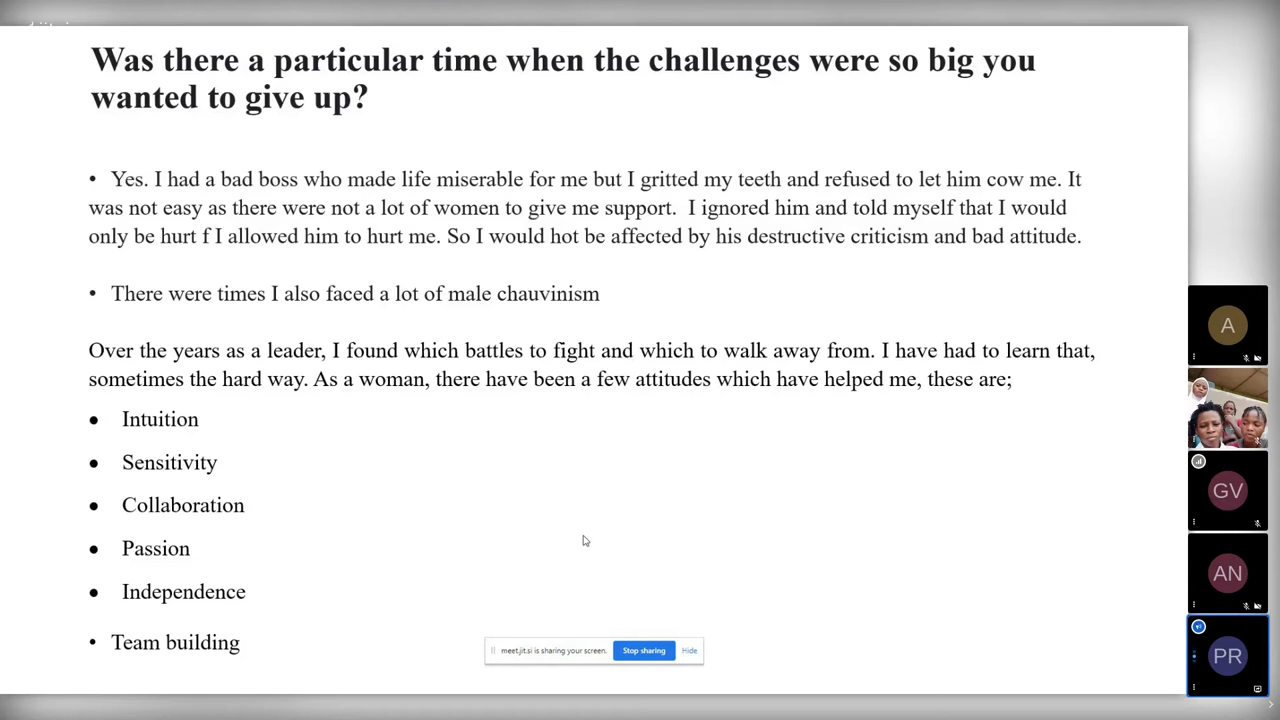 Was there a particular time when the challenges were so big you
wanted to give up?
• Yes. I had a bad boss who made life miserable for me but I gritted my teeth and refused to let him cow me. It
was not easy as there were not a lot of women to give me support.  I ignored him and told myself that I would
only be hurt f I allowed him to hurt me. So I would hot be affected by his destructive criticism and bad attitude.
• There were times I also faced a lot of male chauvinism
Over the years as a leader, I found which battles to fight and which to walk away from. I have had to learn that,
sometimes the hard way. As a woman, there have been a few attitudes which have helped me, these are;
• Intuition
• Sensitivity
• Collaboration
• Passion
• Independence
• Team building
meet.jit.si is sharing your screen. Stop sharing Hide
A
GV
AN
PR